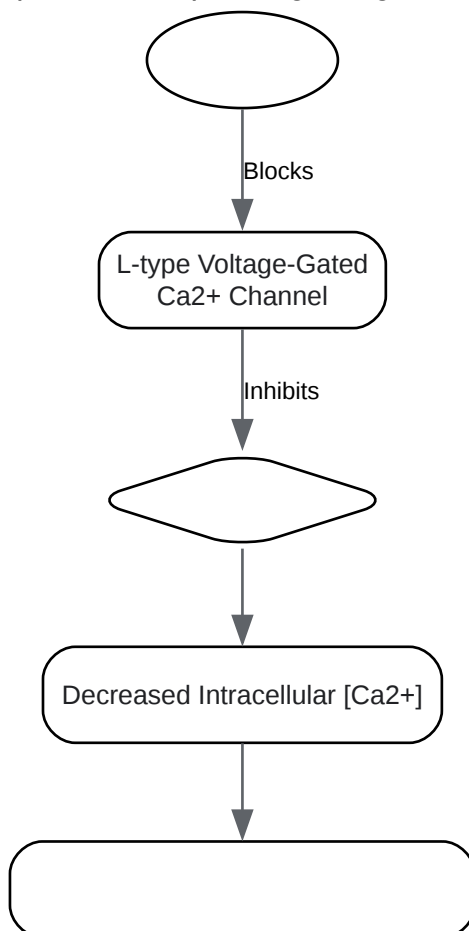 Blocks
L-type Voltage-Gated
Ca2+ Channel
Inhibits
Decreased Intracellular [Ca2+]